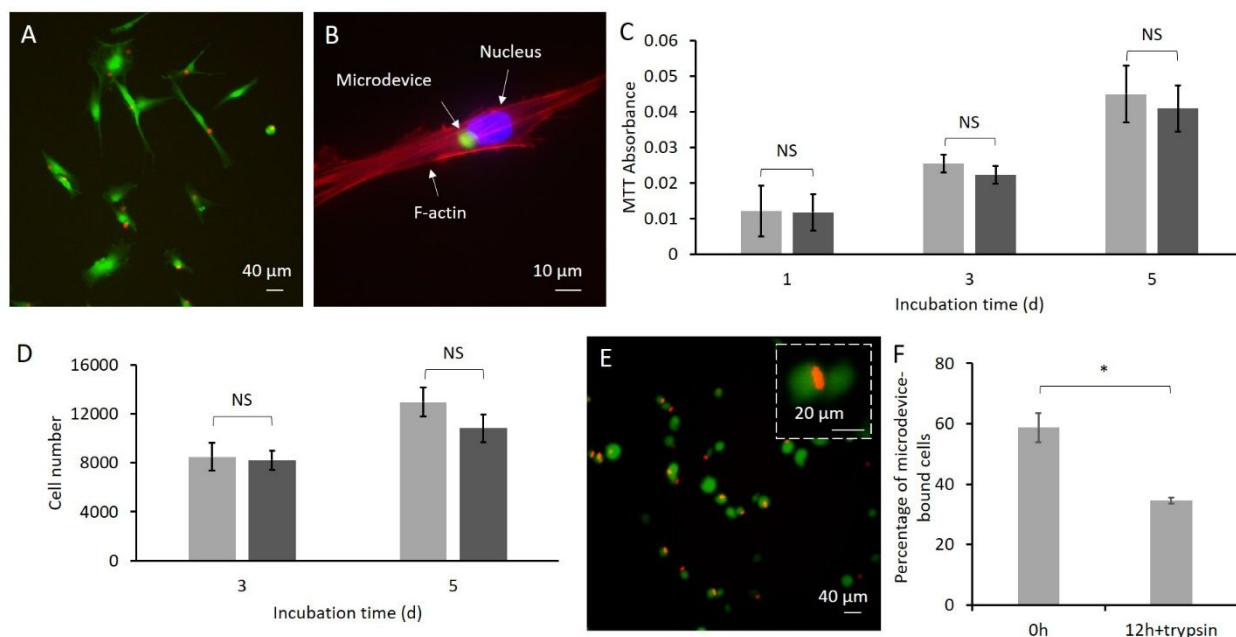 A
40 µm
B
Nucleus
Microdevice
F-actin
10 µm
C
0.06
0.05
0.04
0.03
0.02
0.01
0
MTT Absorbance
NS
NS
NS
1
3
5
Incubation time (d)
D
16000
12000
8000
4000
0
Cell number
NS
NS
3
5
Incubation time (d)
E
20 µm
40 µm
F
80
60
40
20
0
Percentage of microdevice-
bound cells
*
0h
12h+trypsin